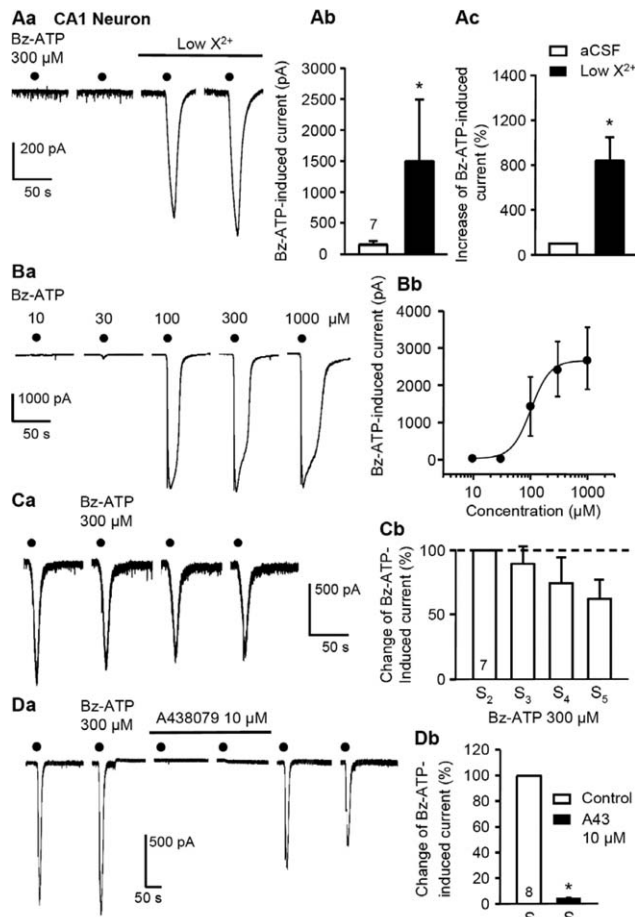 Aa CA1 Neuron
Bz-ATP
300 µM
Low X²⁺
200 pA
50 s
Ab
Bz-ATP-induced current (pA)
3000
2500
2000
1500
1000
500
0
7
*
Ac
aCSF
Low X²⁺
Increase of Bz-ATP-induced
current (%)
1400
1200
800
400
0
*
Ba
Bz-ATP
10 30 100 300 1000 µM
1000 pA
50 s
Bb
Bz-ATP-induced current (pA)
4000
3000
2000
1000
0
10 100 1000
Concentration (µM)
Ca
Bz-ATP
300 µM
500 pA
50 s
Cb
Change of Bz-ATP-
Induced current (%)
100
50
0
7
S₂ S₃ S₄ S₅
Bz-ATP 300 µM
Da
Bz-ATP
300 µM
A438079 10 µM
500 pA
50 s
Db
Change of Bz-ATP-
induced current (%)
120
100
80
60
40
20
0
8
*
Control
A43
10 µM
S S